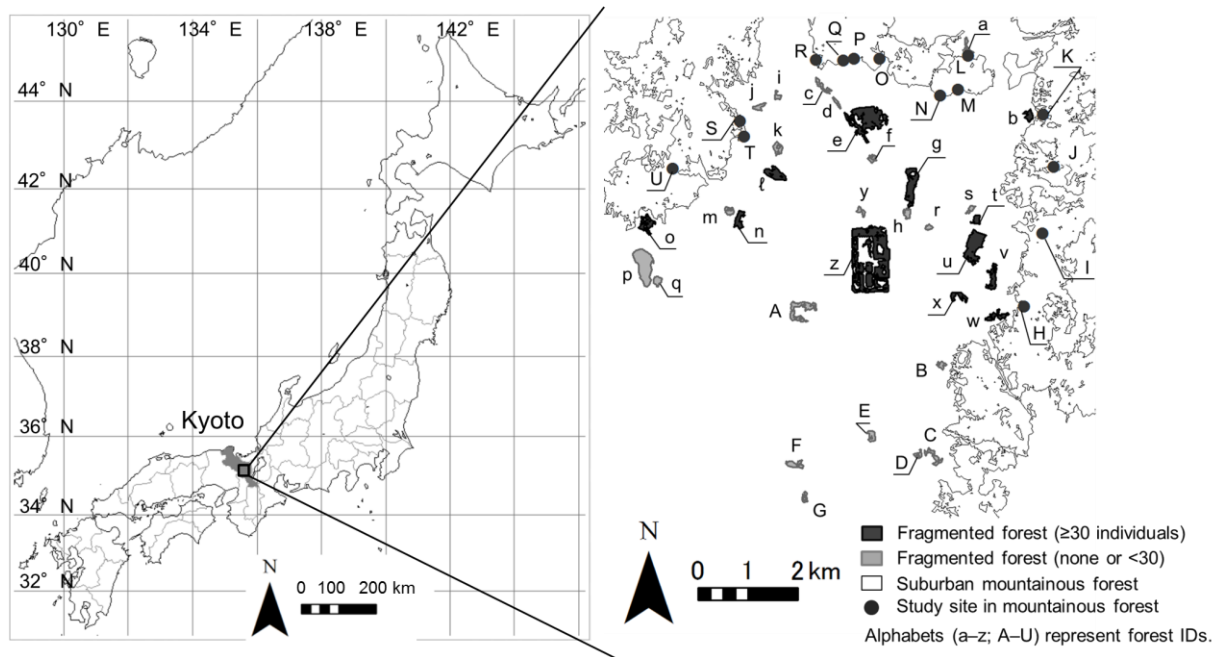 130° E 134° E 138° E 142° E
44° N
42° N
40° N
38° N
36° N
34° N
32° N
Kyoto
N
0 100 200 km
a
K
R Q P O L
i
j
c
d
N M
b
S
T
k
e
f
g
J
U
ℓ
y
s
t
m
n
h
r
o
z
u
v
I
p
q
A
x
w
H
B
E
C
F
D
G
N
0 1 2 km
Fragmented forest (≥30 individuals)
Fragmented forest (none or <30)
Suburban mountainous forest
Study site in mountainous forest
Alphabets (a–z; A–U) represent forest IDs.